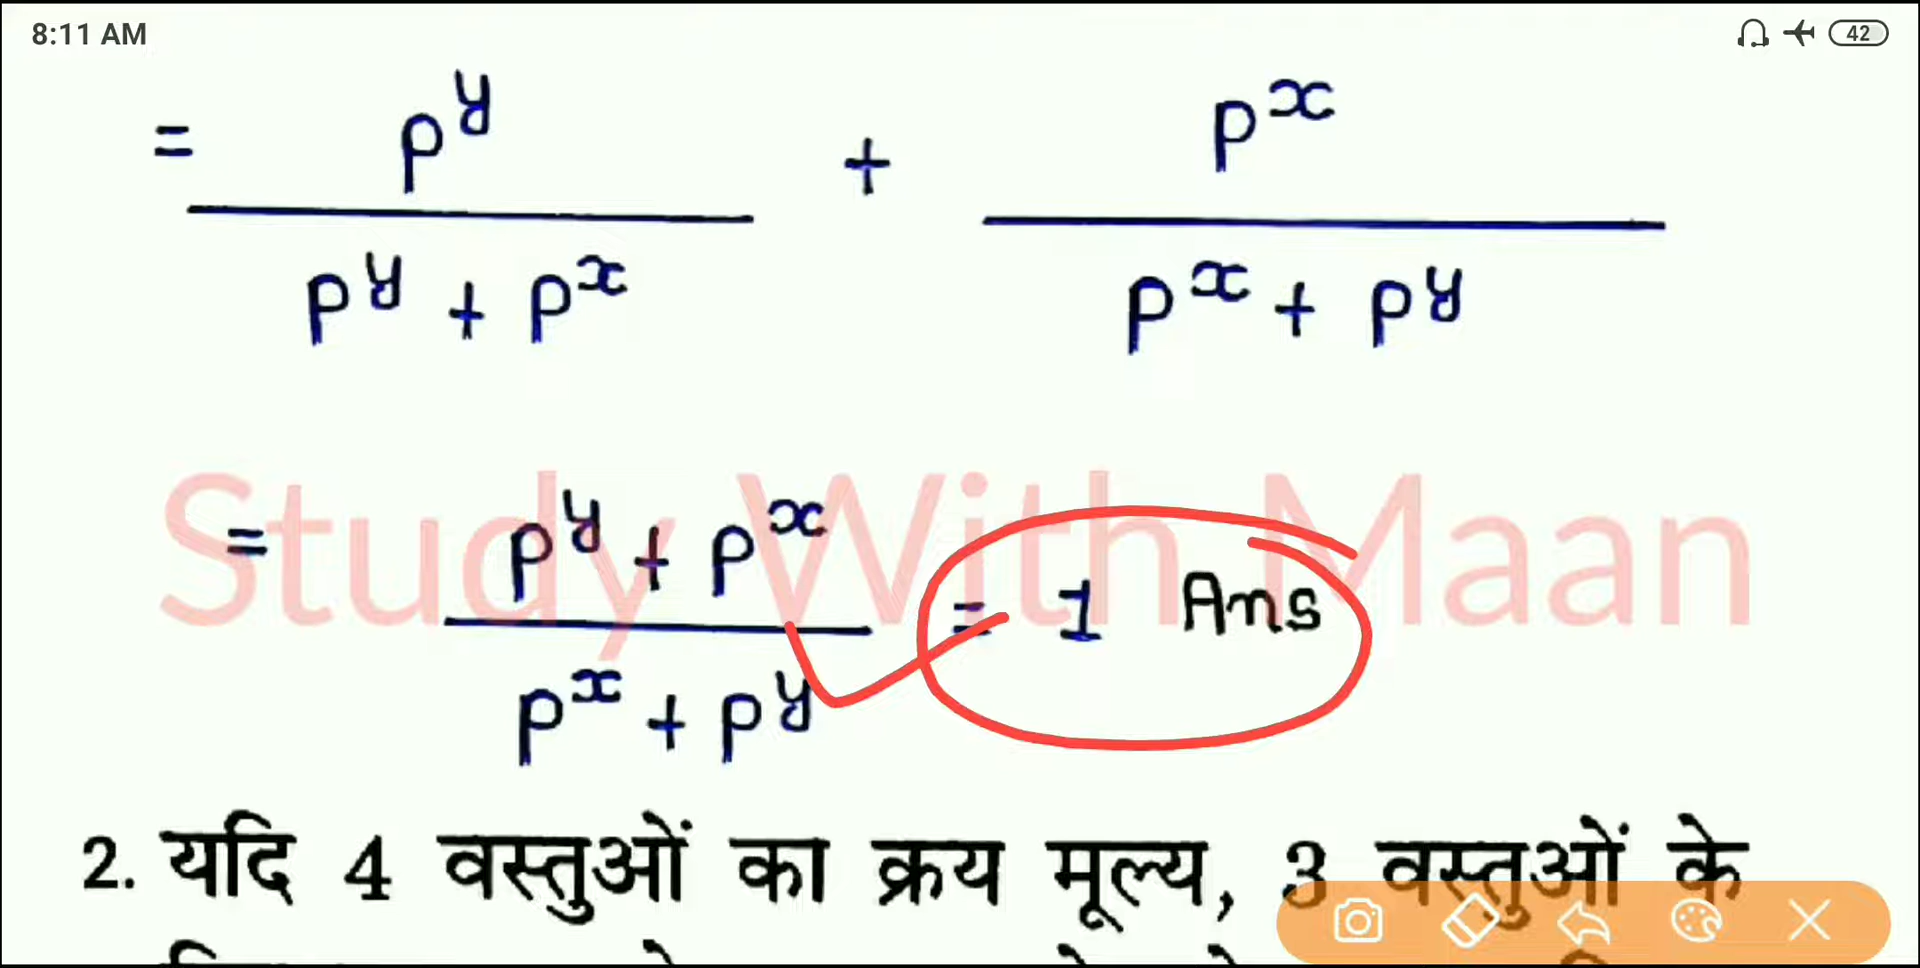 8:11 AM
42
= p^y / (p^y + p^x) + p^x / (p^x + p^y)
Study With Maan
= (p^y + p^x) / (p^x + p^y) = 1 Ans
2. यदि 4 वस्तुओं का क्रय मूल्य, 3 वस्तुओं के